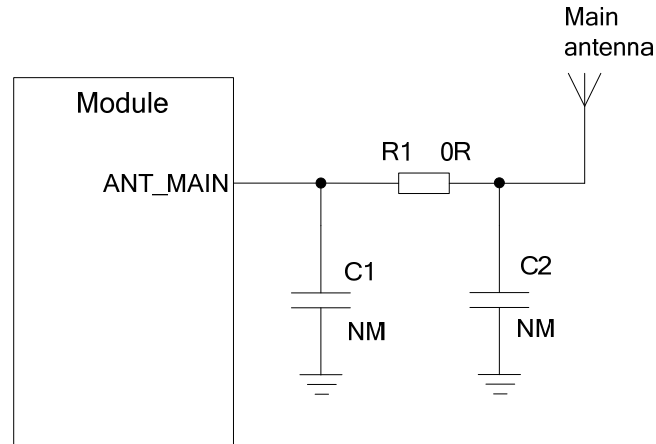 Main
antenna
Module
R1 0R
ANT_MAIN
C1
C2
NM
NM